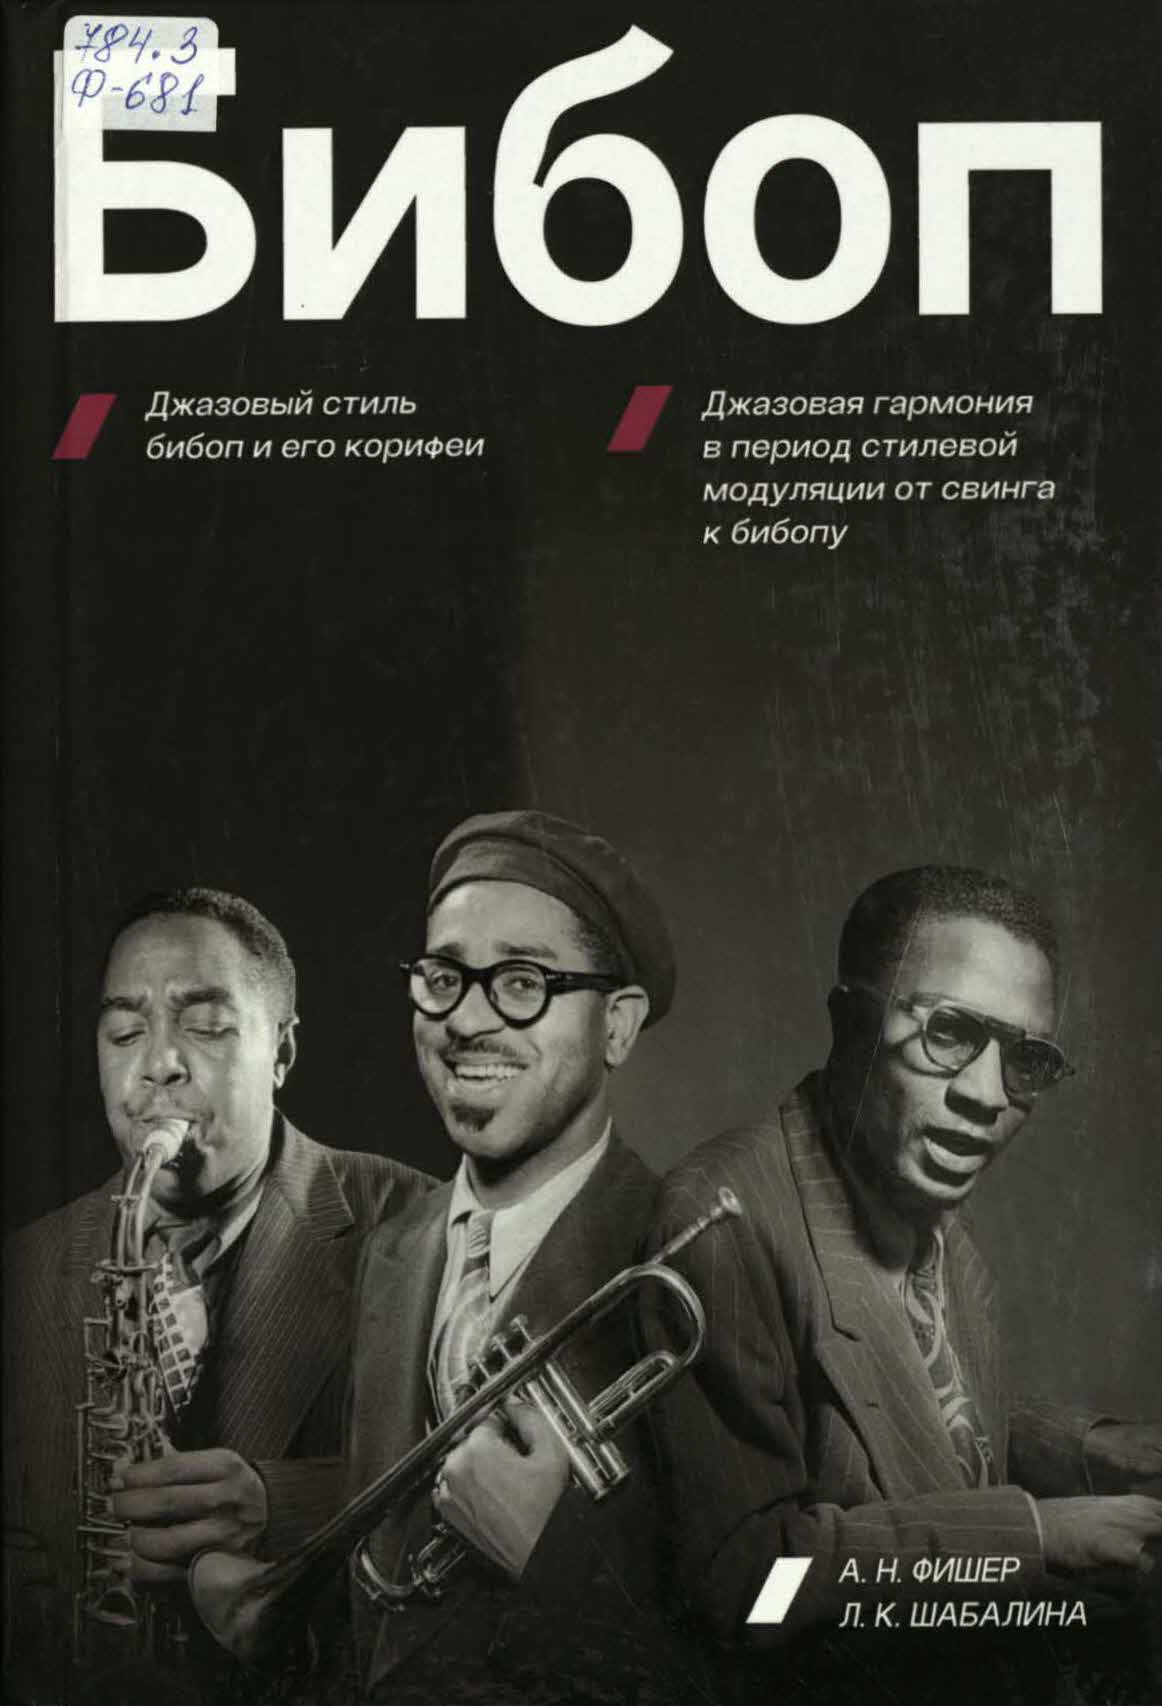 784.3
Ф-681
Бибоп
Джазовый стиль
бибоп и его корифеи
Джазовая гармония
в период стилевой
модуляции от свинга
к бибопу
А. Н. ФИШЕР
Л. К. ШАБАЛИНА